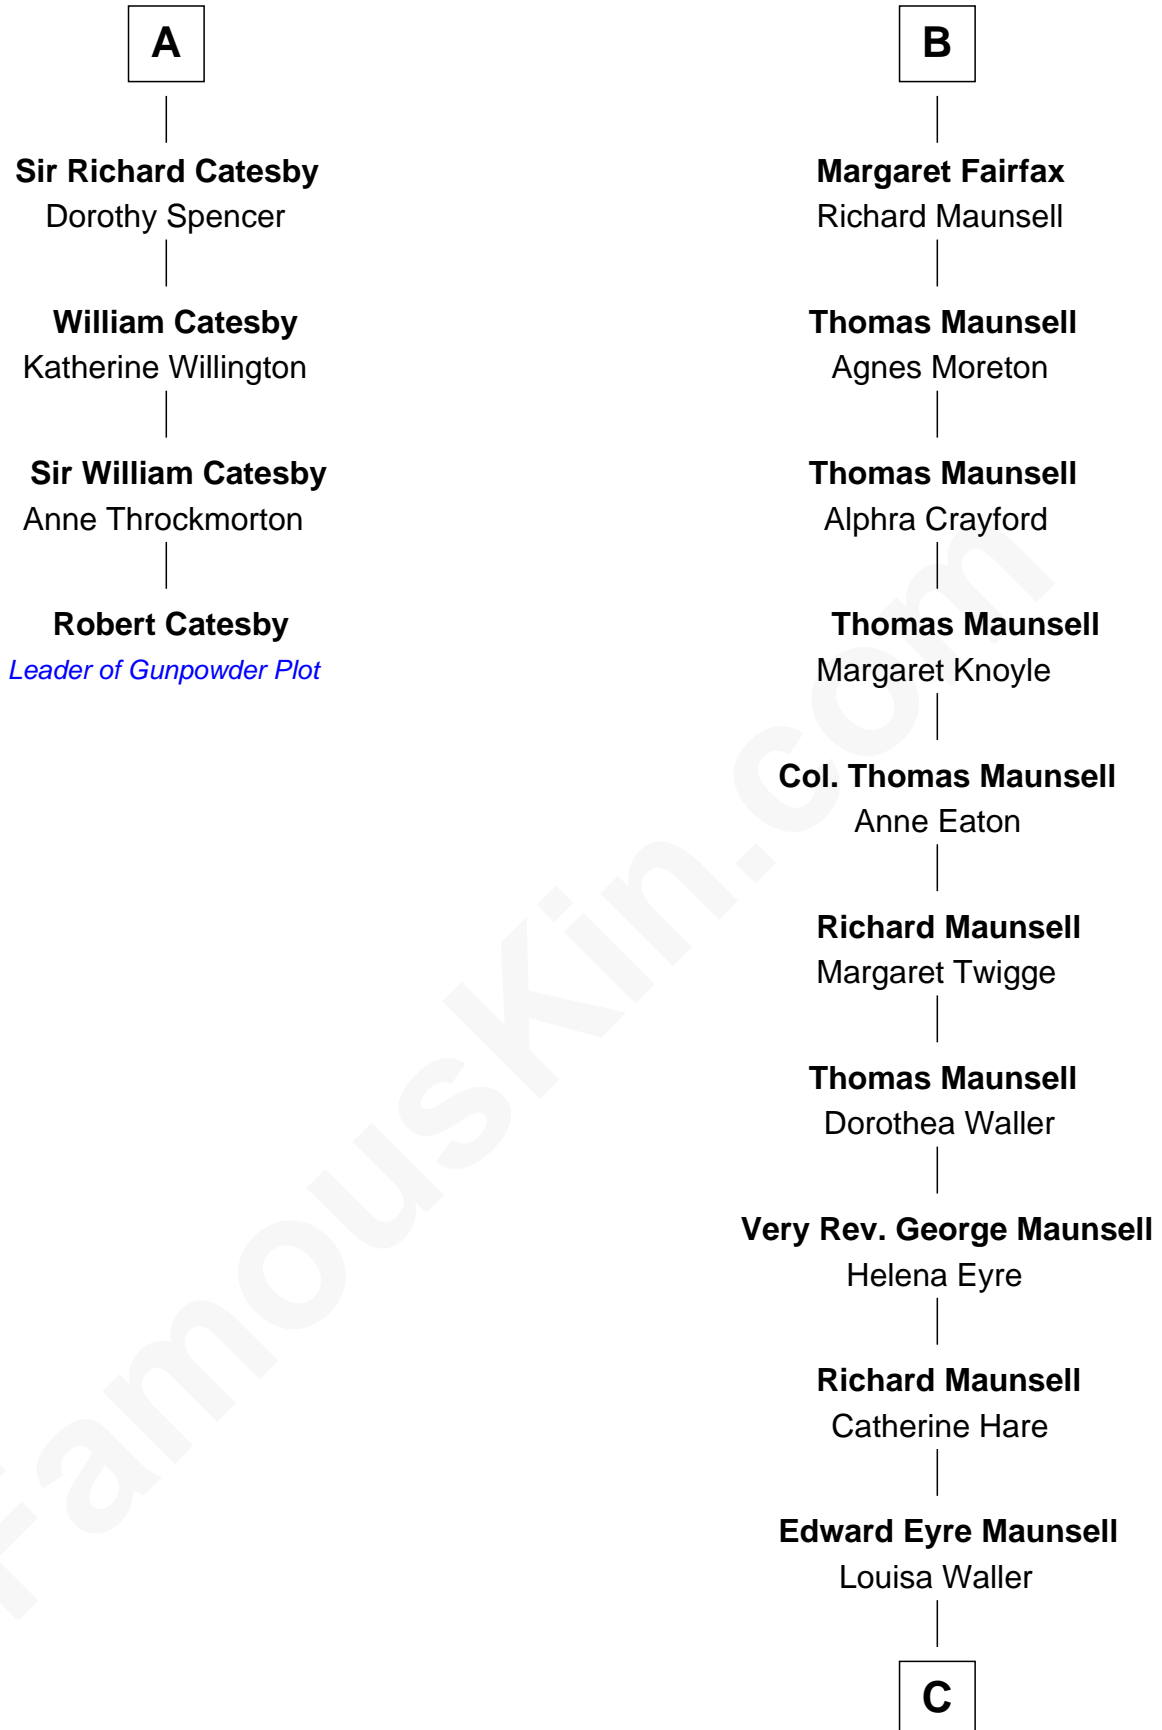 A
Sir Richard Catesby
Dorothy Spencer
William Catesby
Katherine Willington
Sir William Catesby
Anne Throckmorton
Robert Catesby
Leader of Gunpowder Plot
B
Margaret Fairfax
Richard Maunsell
Thomas Maunsell
Agnes Moreton
Thomas Maunsell
Alphra Crayford
Thomas Maunsell
Margaret Knoyle
Col. Thomas Maunsell
Anne Eaton
Richard Maunsell
Margaret Twigge
Thomas Maunsell
Dorothea Waller
Very Rev. George Maunsell
Helena Eyre
Richard Maunsell
Catherine Hare
Edward Eyre Maunsell
Louisa Waller
C
FamousKin.com